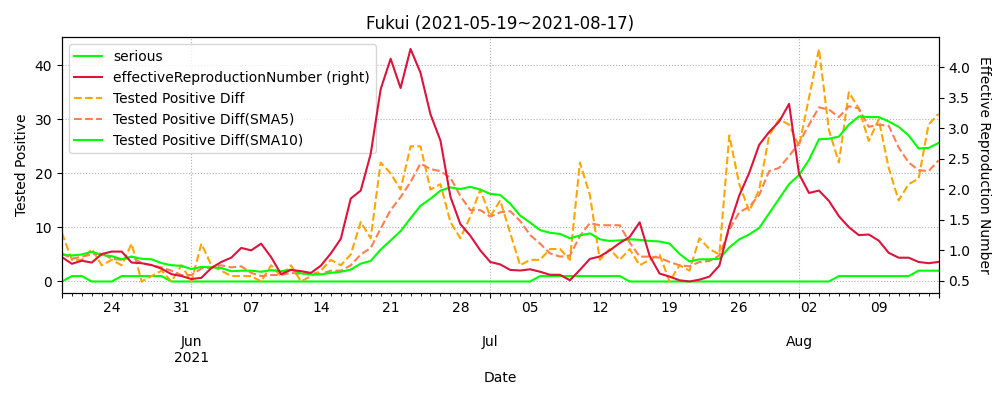 Fukui (2021-05-19~2021-08-17)
serious
effectiveReproductionNumber (right)
Tested Positive Diff
Tested Positive Diff(SMA5)
Tested Positive Diff(SMA10)
Tested Positive
40
30
20
10
0
4.0
3.5
3.0
2.5
2.0
1.5
1.0
0.5
Effective Reproduction Number
24 31 07 14 21 28 05 12 19 26 02 09
Jun Jul Aug
2021
Date